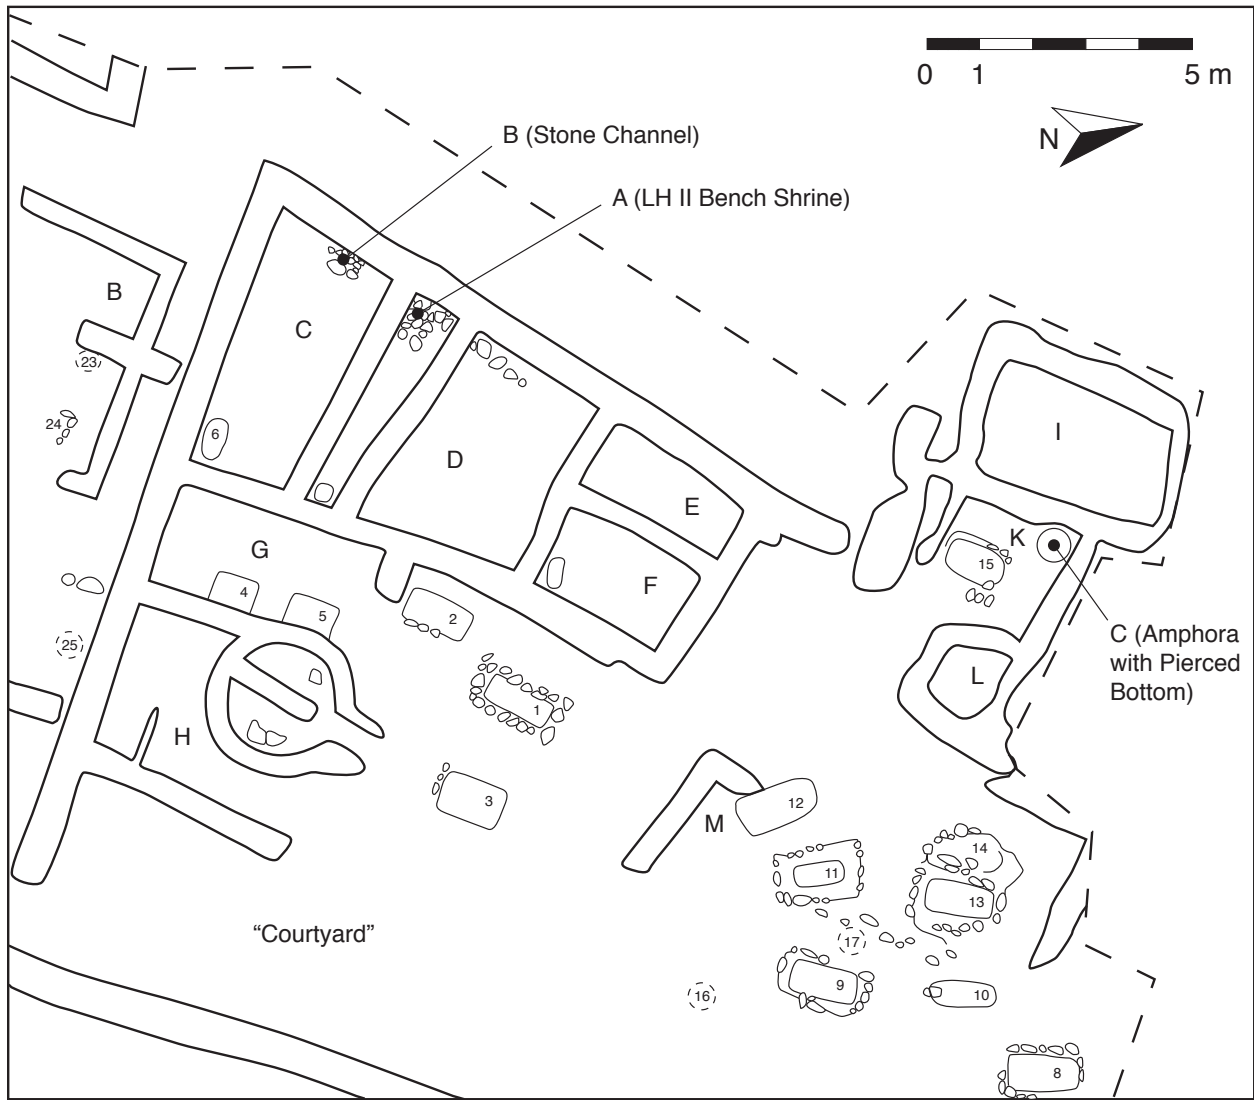 0 1 5 m
N
B (Stone Channel)
A (LH II Bench Shrine)
B
C
I
23
24
6
D
E
K
15
G
F
4
5
2
C (Amphora
with Pierced
Bottom)
25
L
1
H
3
12
M
14
11
13
"Courtyard"
17
9
16
10
8